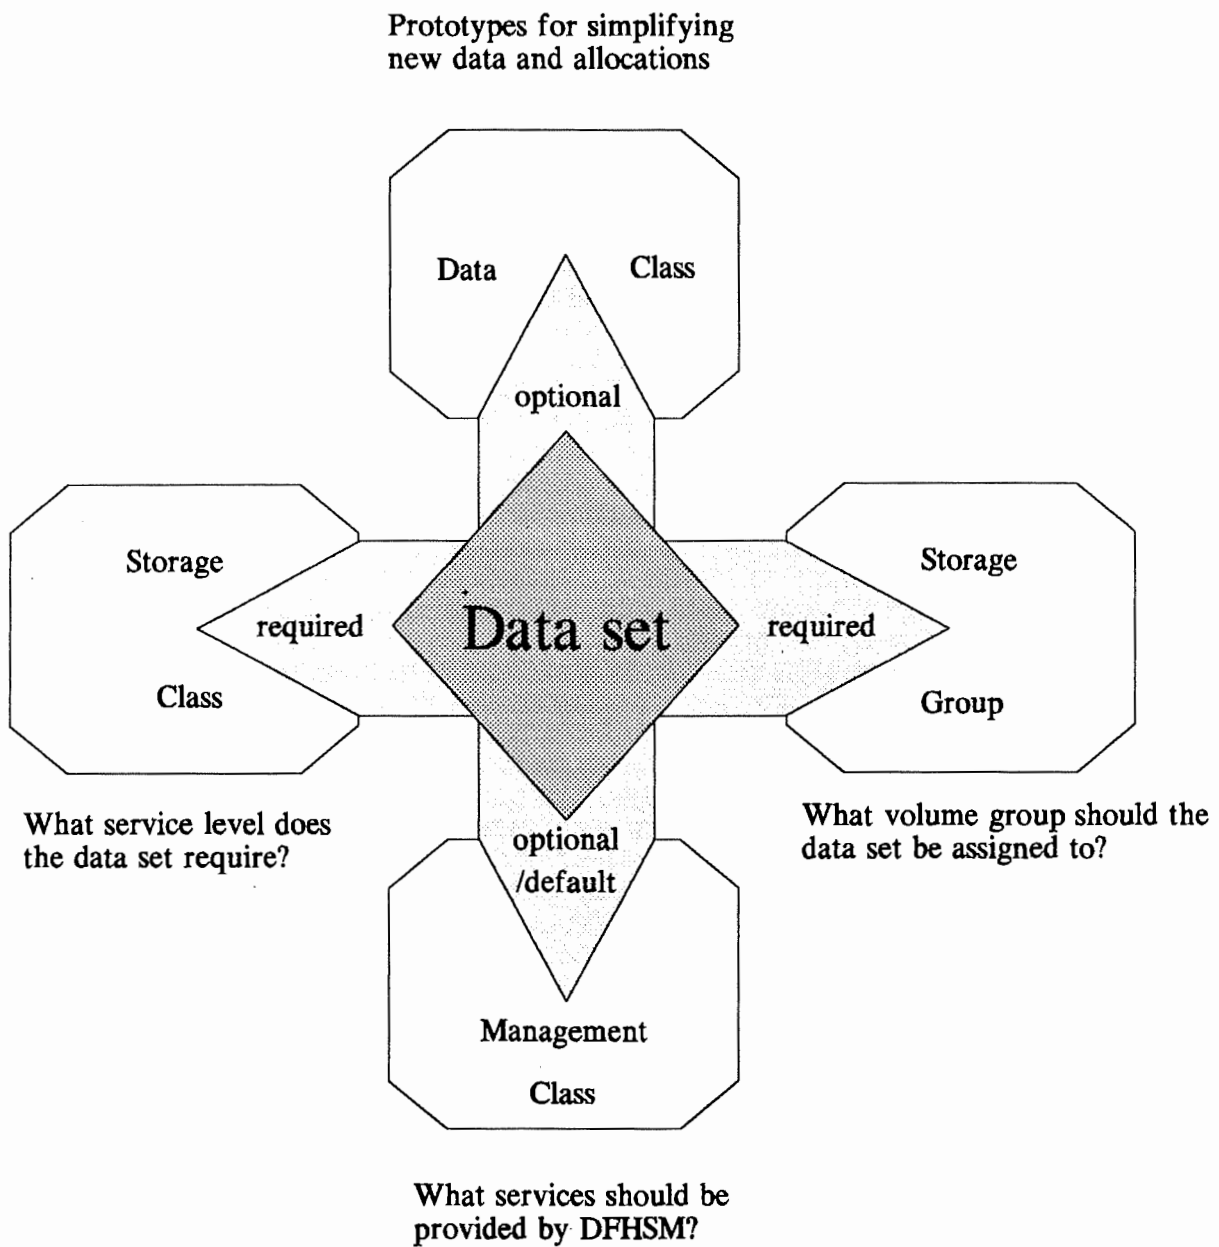 Prototypes for simplifying
new data and allocations
Data Class
optional
Storage
required
Class
Data set
Storage
required
Group
What service level does
the data set require?
What volume group should the
data set be assigned to?
optional
/default
Management
Class
What services should be
provided by DFHSM?